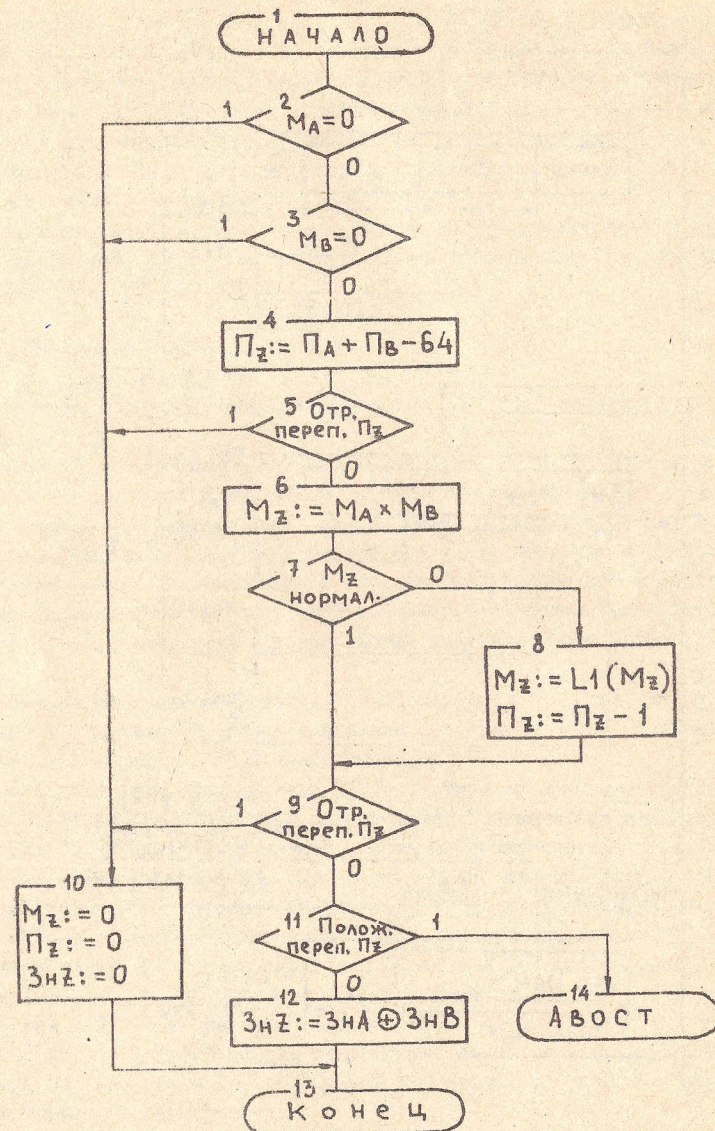 1
НАЧАЛО
2
MA=0
1
0
3
MB=0
1
0
4
Пz:= ПA + ПB-64
5 Отр.
переп. Пz
1
0
6
Mz:= MA × MB
7 Mz
нормал.
0
1
8
Mz:= L1(Mz)
Пz:= Пz-1
9 Отр.
переп. Пz
1
0
10
Mz:= 0
Пz:= 0
ЗнZ:= 0
11 Полож.
переп. Пz
1
0
12
ЗнZ:=ЗнA⊕ЗнB
14
АВОСТ
13
Конец